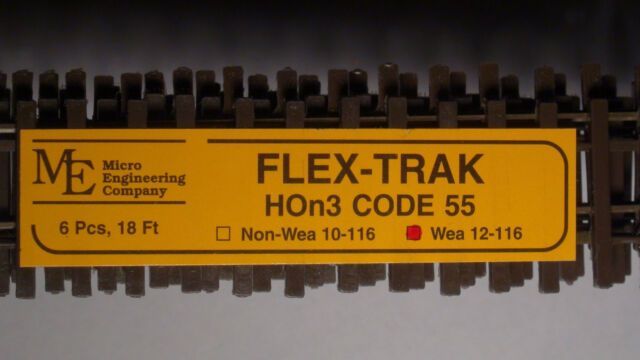 ME Micro
Engineering
Company
FLEX-TRAK
HOn3 CODE 55
6 Pcs, 18 Ft
Non-Wea 10-116 Wea 12-116